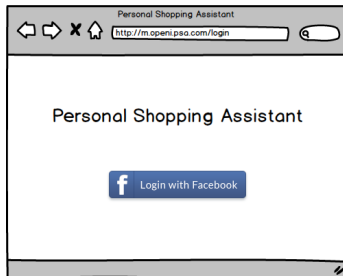 Personal Shopping Assistant
http://m.openi.psa.com/login
Personal Shopping Assistant
f Login with Facebook